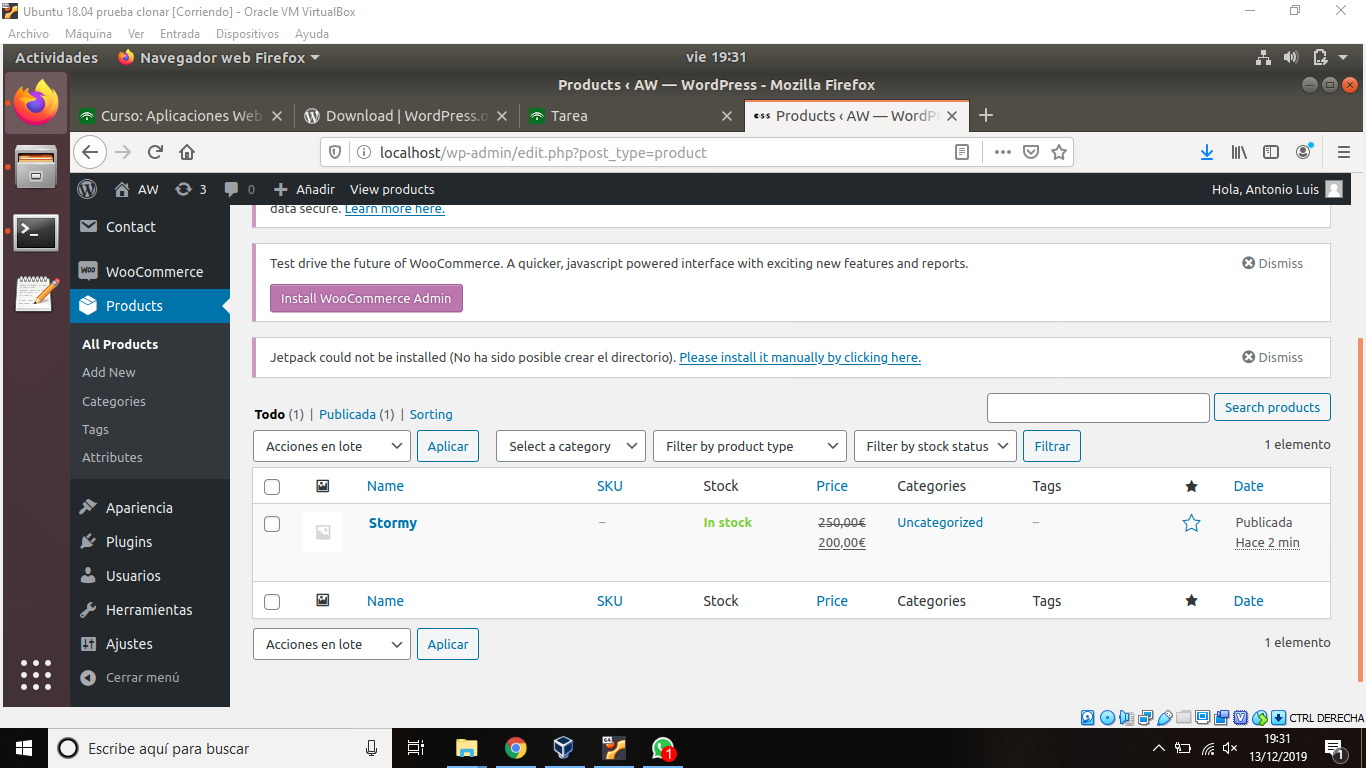 Ubuntu 18.04 prueba clonar [Corriendo] - Oracle VM VirtualBox
Archivo Máquina Ver Entrada Dispositivos Ayuda
Actividades Navegador web Firefox vie 19:31
Products ‹ AW — WordPress - Mozilla Firefox
Curso: Aplicaciones Web Download | WordPress.o Tarea Products ‹ AW — WordPr
localhost/wp-admin/edit.php?post_type=product
AW 3 0 Añadir View products Hola, Antonio Luis
data secure. Learn more here.
Contact
Test drive the future of WooCommerce. A quicker, javascript powered interface with exciting new features and reports. Dismiss
WooCommerce
Install WooCommerce Admin
Products
All Products
Jetpack could not be installed (No ha sido posible crear el directorio). Please install it manually by clicking here. Dismiss
Add New
Categories
Tags
Attributes
Todo (1) | Publicada (1) | Sorting
Search products
Acciones en lote Aplicar Select a category Filter by product type Filter by stock status Filtrar 1 elemento
Name SKU Stock Price Categories Tags Date
Stormy – In stock 250,00€ Uncategorized – Publicada
200,00€ Hace 2 min
Apariencia
Plugins
Usuarios
Herramientas
Ajustes
Cerrar menú
Name SKU Stock Price Categories Tags Date
Acciones en lote Aplicar 1 elemento
CTRL DERECHA
Escribe aquí para buscar
1
19:31
13/12/2019
1